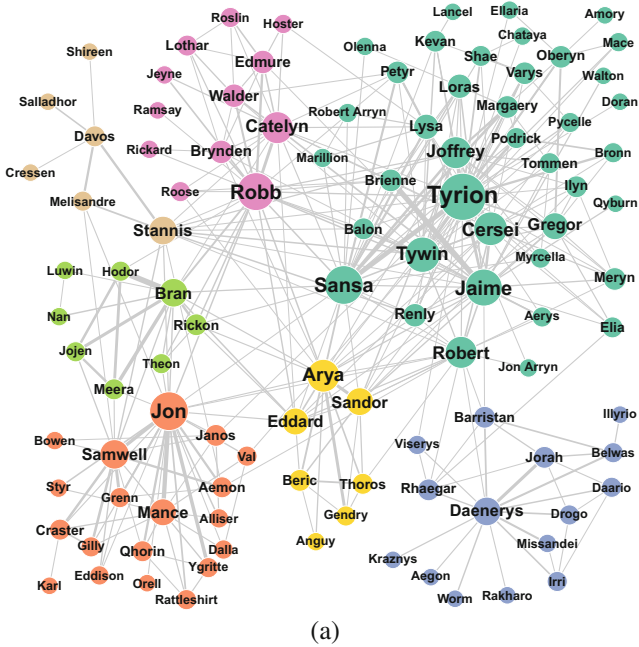 Lancel
Ellaria
Amory
Roslin
Hoster
Kevan
Chataya
Shireen
Lothar
Olenna
Shae
Oberyn
Mace
Edmure
Petyr
Varys
Jeyne
Loras
Walton
Salladhor
Walder
Robert Arryn
Margaery
Doran
Ramsay
Catelyn
Lysa
Pycelle
Davos
Podrick
Rickard
Brynden
Marillion
Joffrey
Bronn
Tommen
Cressen
Brienne
Roose
Robb
Tyrion
Ilyn
Melisandre
Qyburn
Stannis
Balon
Cersei
Gregor
Tywin
Myrcella
Luwin
Hodor
Meryn
Bran
Sansa
Jaime
Nan
Rickon
Renly
Aerys
Elia
Jojen
Theon
Robert
Jon Arryn
Meera
Arya
Sandor
Jon
Eddard
Barristan
Illyrio
Bowen
Janos
Viserys
Samwell
Val
Jorah
Belwas
Styr
Grenn
Aemon
Beric
Thoros
Rhaegar
Daario
Mance
Alliser
Gendry
Daenerys
Drogo
Craster
Anguy
Missandei
Gilly
Qhorin
Dalla
Kraznys
Karl
Eddison
Ygritte
Aegon
Irri
Orell
Rattleshirt
Worm
Rakharo
(a)